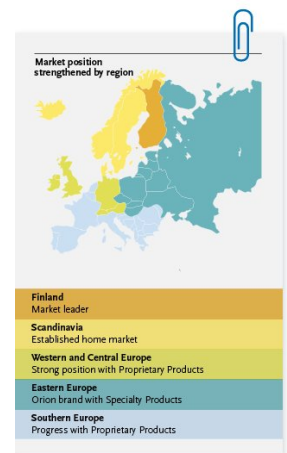 Market position
strengthened by region
Finland
Market leader
Scandinavia
Established home market
Western and Central Europe
Strong position with Proprietary Products
Eastern Europe
Orion brand with Specialty Products
Southern Europe
Progress with Proprietary Products